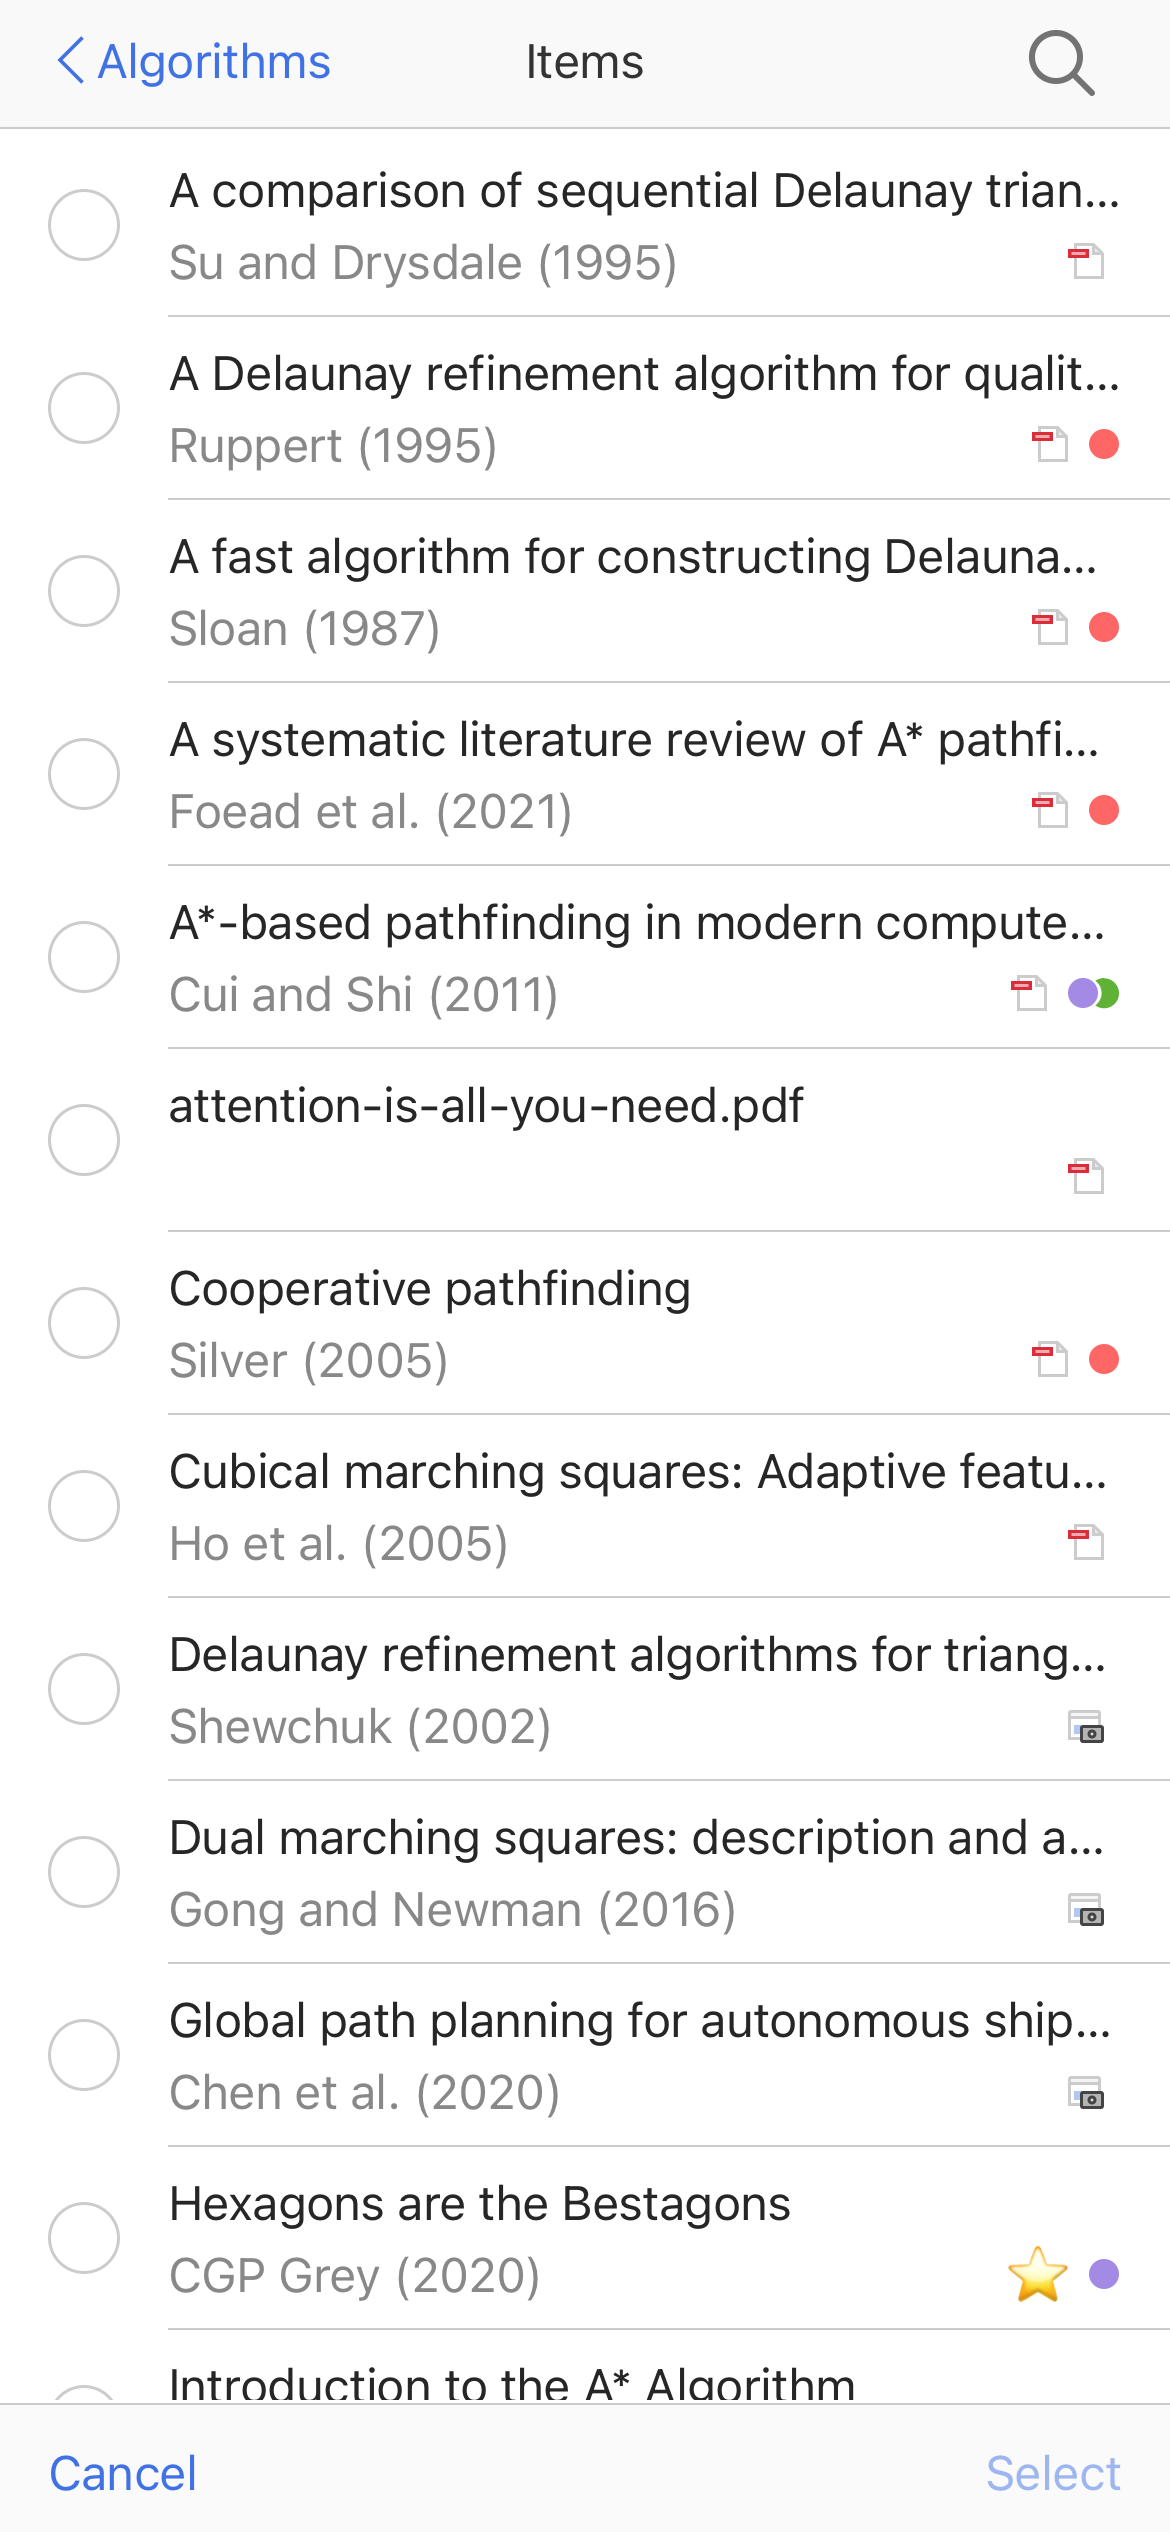 Algorithms
Items
A comparison of sequential Delaunay trian...
Su and Drysdale (1995)
A Delaunay refinement algorithm for qualit...
Ruppert (1995)
A fast algorithm for constructing Delauna...
Sloan (1987)
A systematic literature review of A* pathfi...
Foead et al. (2021)
A*-based pathfinding in modern compute...
Cui and Shi (2011)
attention-is-all-you-need.pdf
Cooperative pathfinding
Silver (2005)
Cubical marching squares: Adaptive featu...
Ho et al. (2005)
Delaunay refinement algorithms for triang...
Shewchuk (2002)
Dual marching squares: description and a...
Gong and Newman (2016)
Global path planning for autonomous ship...
Chen et al. (2020)
Hexagons are the Bestagons
CGP Grey (2020)
Introduction to the A* Algorithm
Cancel
Select